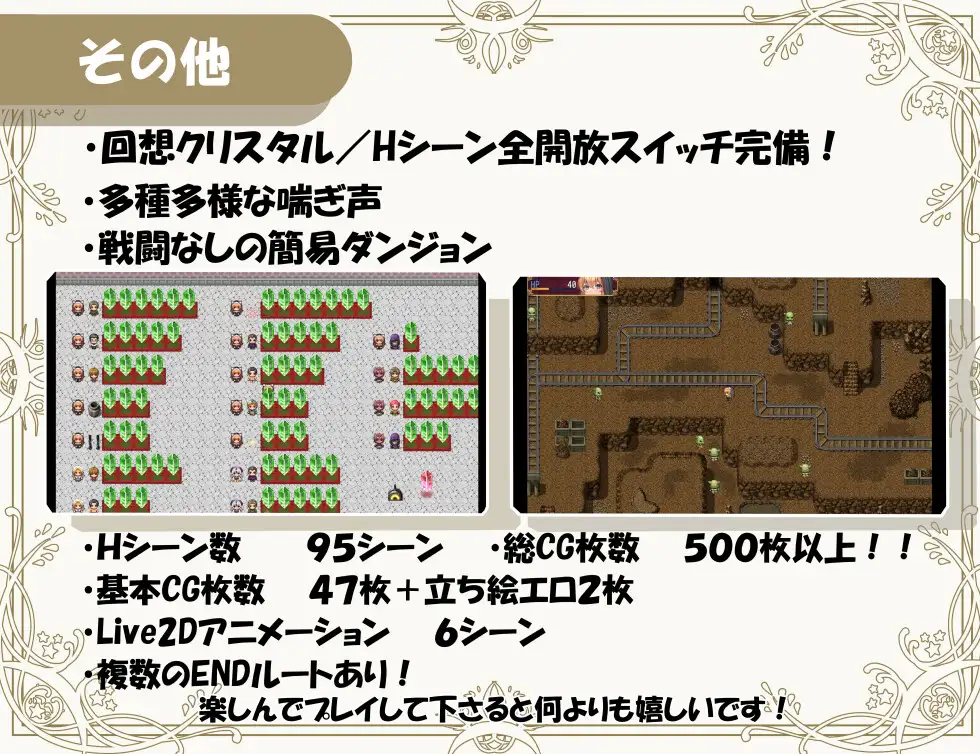 その他
・回想クリスタル／Hシーン全開放スイッチ完備！
・多種多様な喘ぎ声
・戦闘なしの簡易ダンジョン
HP 40
・Hシーン数 95シーン ・総CG枚数 500枚以上！！
・基本CG枚数 47枚＋立ち絵エロ2枚
・Live2Dアニメーション 6シーン
・複数のENDルートあり！
楽しんでプレイして下さると何よりも嬉しいです！